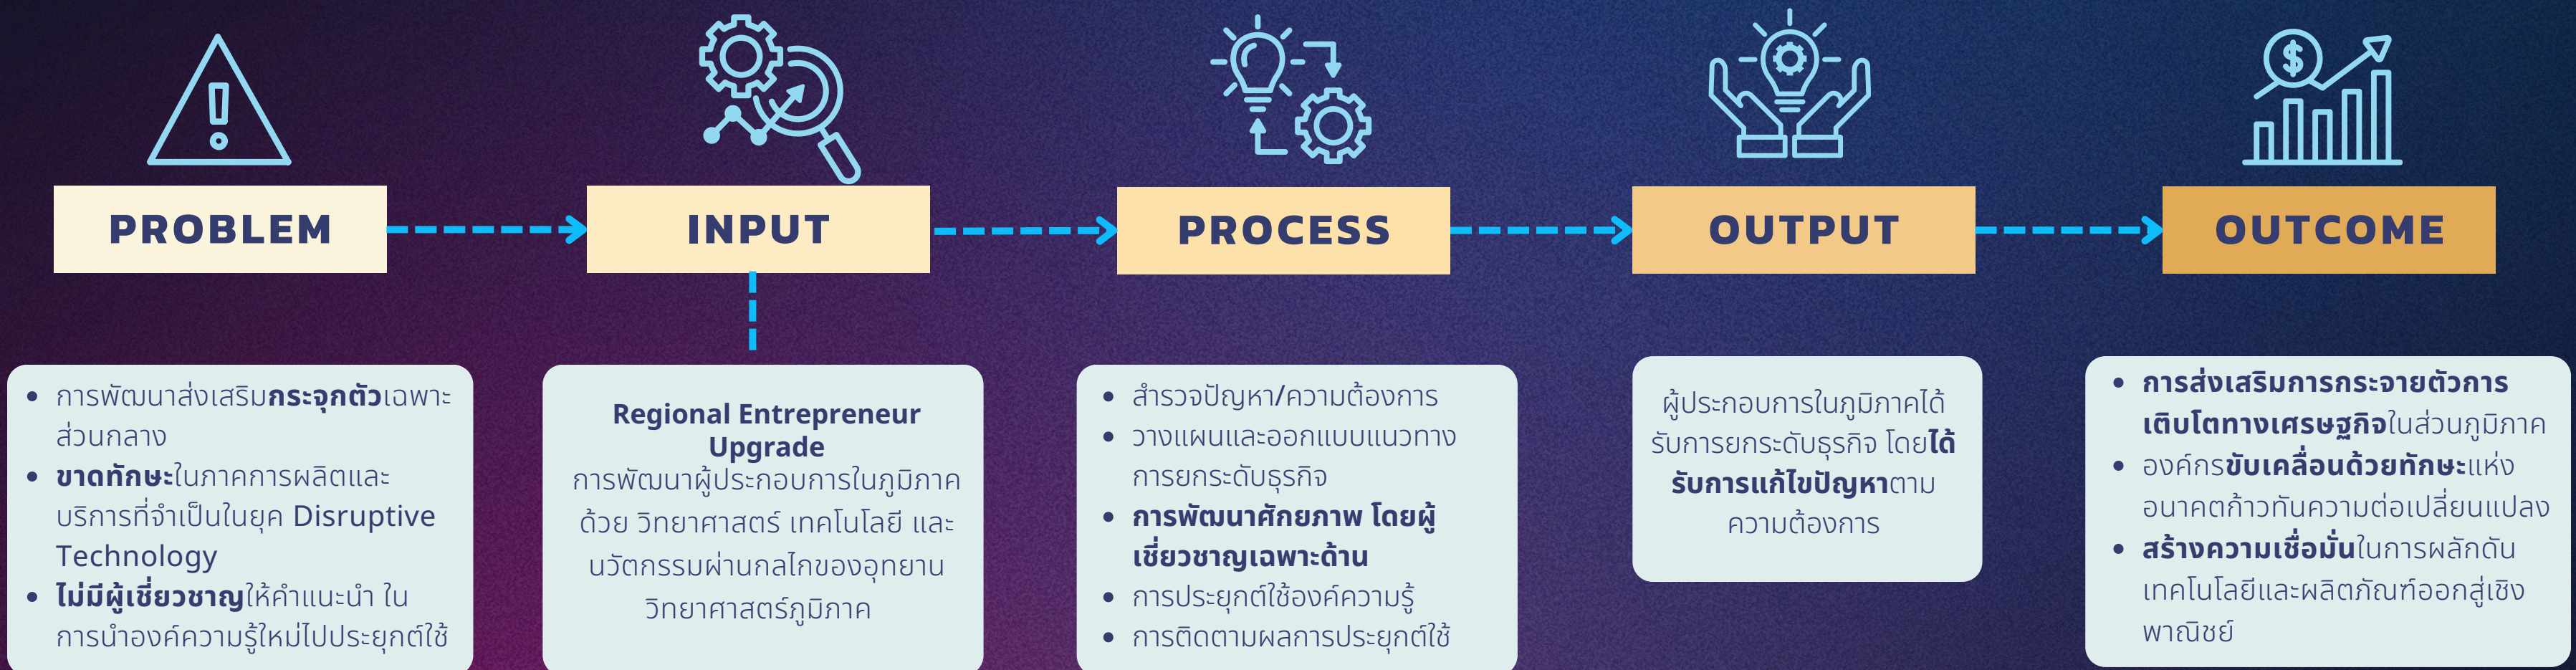 PROBLEM
INPUT
PROCESS
OUTPUT
OUTCOME
การพัฒนาส่งเสริมกระจุกตัวเฉพาะ
ส่วนกลาง
ขาดทักษะในภาคการผลิตและ
บริการที่จำเป็นในยุค Disruptive
Technology
ไม่มีผู้เชี่ยวชาญให้คำแนะนำ ใน
การนำองค์ความรู้ใหม่ไปประยุกต์ใช้
Regional Entrepreneur
Upgrade
การพัฒนาผู้ประกอบการในภูมิภาค
ด้วย วิทยาศาสตร์ เทคโนโลยี และ
นวัตกรรมผ่านกลไกของอุทยาน
วิทยาศาสตร์ภูมิภาค
สำรวจปัญหา/ความต้องการ
วางแผนและออกแบบแนวทาง
การยกระดับธุรกิจ
การพัฒนาศักยภาพ โดยผู้
เชี่ยวชาญเฉพาะด้าน
การประยุกต์ใช้องค์ความรู้
การติดตามผลการประยุกต์ใช้
ผู้ประกอบการในภูมิภาคได้
รับการยกระดับธุรกิจ โดยได้
รับการแก้ไขปัญหาตาม
ความต้องการ
การส่งเสริมการกระจายตัวการ
เติบโตทางเศรษฐกิจในส่วนภูมิภาค
องค์กรขับเคลื่อนด้วยทักษะแห่ง
อนาคตก้าวทันความต่อเปลี่ยนแปลง
สร้างความเชื่อมั่นในการผลักดัน
เทคโนโลยีและผลิตภัณฑ์ออกสู่เชิง
พาณิชย์